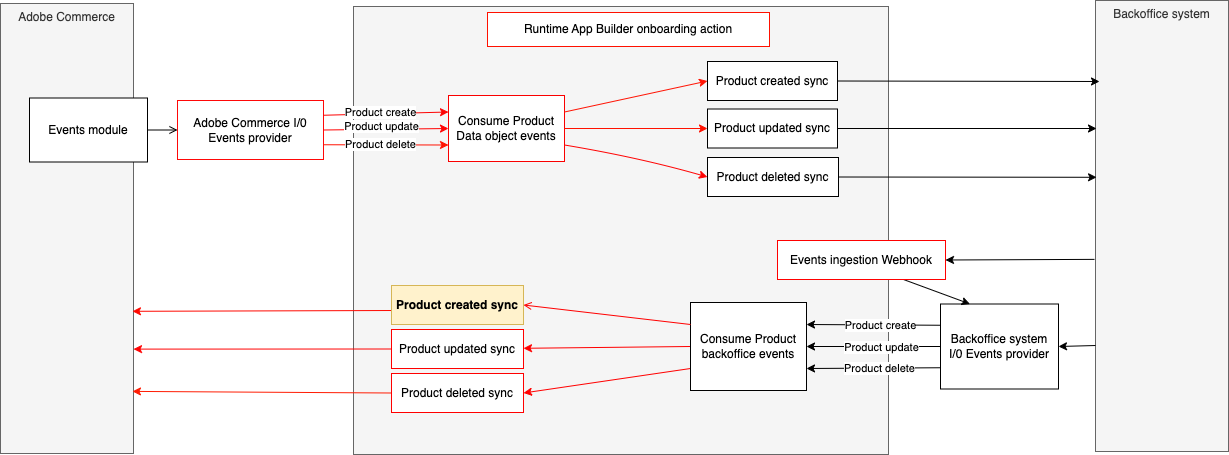 Adobe Commerce
Backoffice system
Runtime App Builder onboarding action
Product created sync
Events module
Adobe Commerce I/0
Events provider
Product create
Product update
Product delete
Consume Product
Data object events
Product updated sync
Product deleted sync
Events ingestion Webhook
Product created sync
Product updated sync
Product deleted sync
Consume Product
backoffice events
Product create
Product update
Product delete
Backoffice system
I/0 Events provider